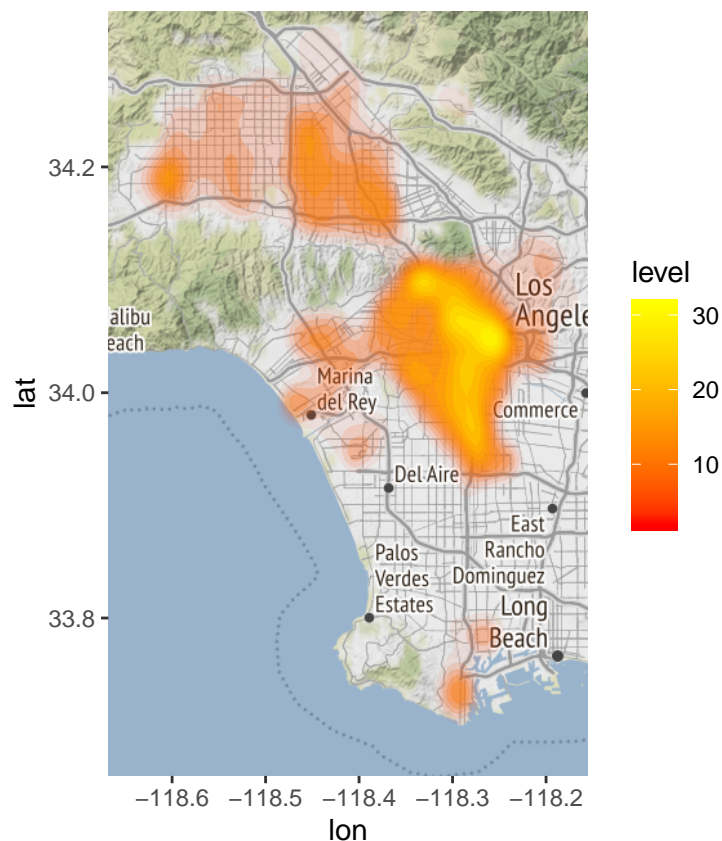 lat
34.2
34.0
33.8
−118.6
−118.5
−118.4
−118.3
−118.2
lon
alibu
each
Los
Angele
Marina
del Rey
Commerce
Del Aire
East
Rancho
Dominguez
Palos
Verdes
Estates
Long
Beach
level
30
20
10